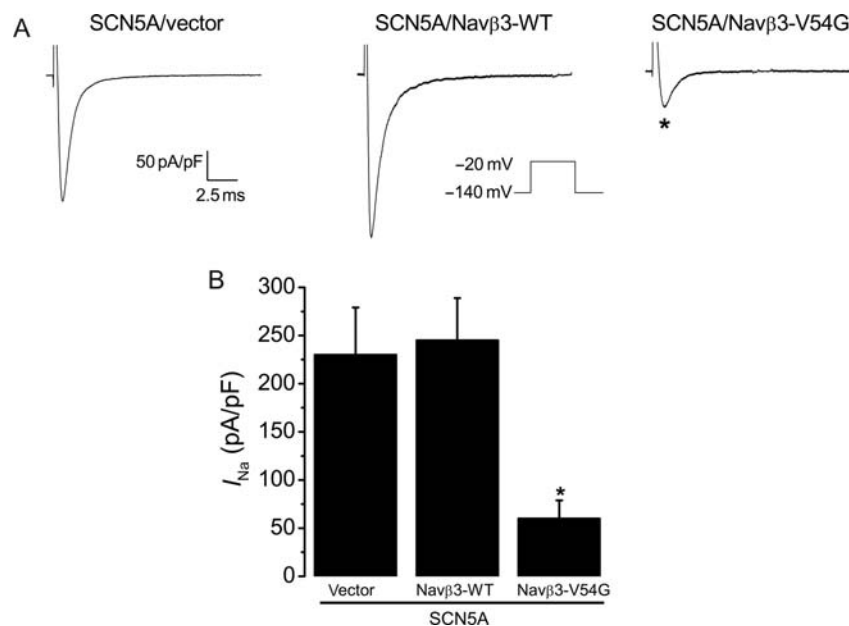 A
SCN5A/vector
SCN5A/Navβ3-WT
SCN5A/Navβ3-V54G
50 pA/pF
2.5 ms
–20 mV
–140 mV
*
B
300
250
200
150
100
50
0
I_Na (pA/pF)
*
Vector
Navβ3-WT
Navβ3-V54G
SCN5A